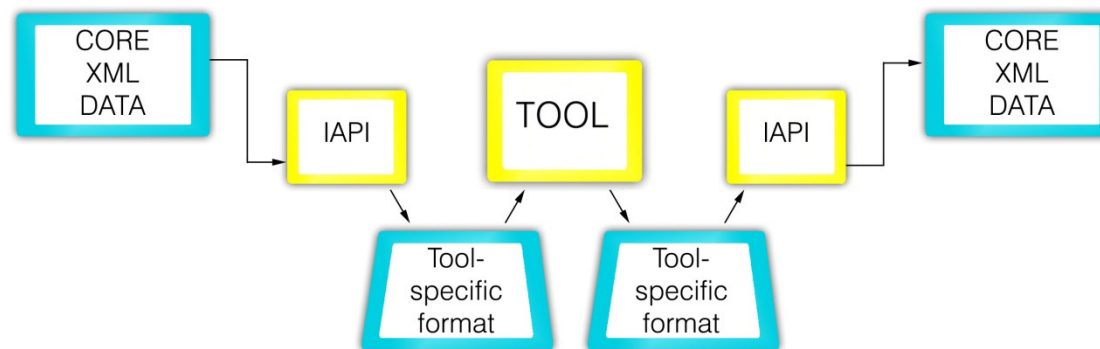 CORE
XML
DATA
IAPI
TOOL
IAPI
CORE
XML
DATA
Tool-
specific
format
Tool-
specific
format